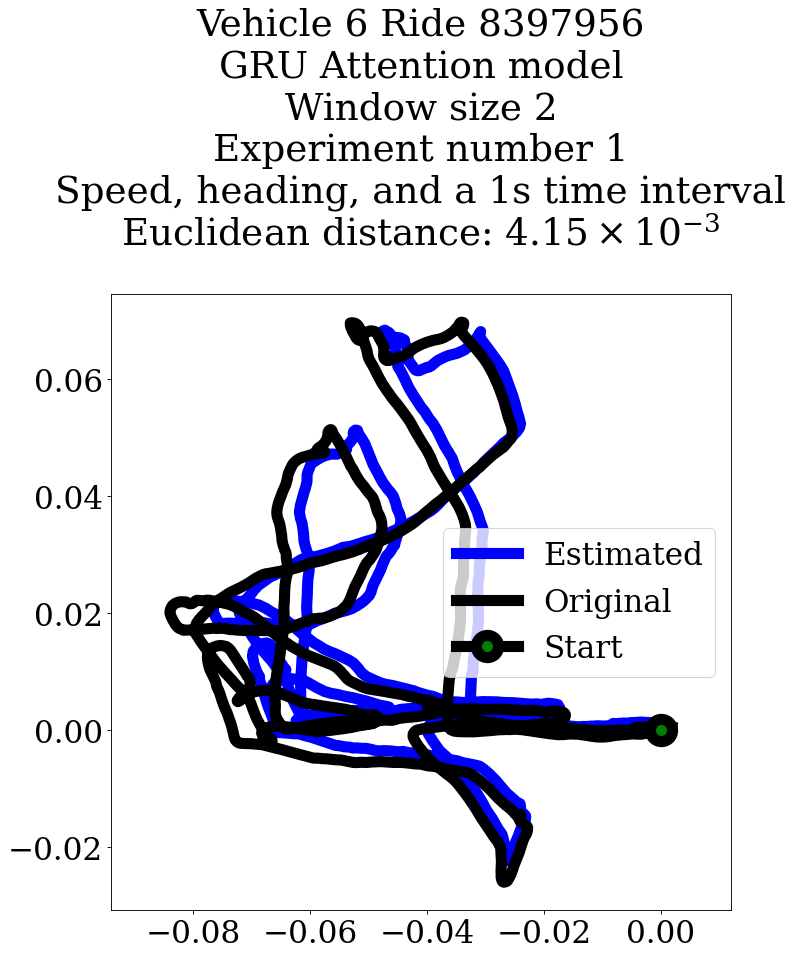 Vehicle 6 Ride 8397956
GRU Attention model
Window size 2
Experiment number 1
Speed, heading, and a 1s time interval
Euclidean distance: 4.15 × 10⁻³
0.06
0.04
0.02
0.00
−0.02
Estimated
Original
Start
−0.08 −0.06 −0.04 −0.02 0.00